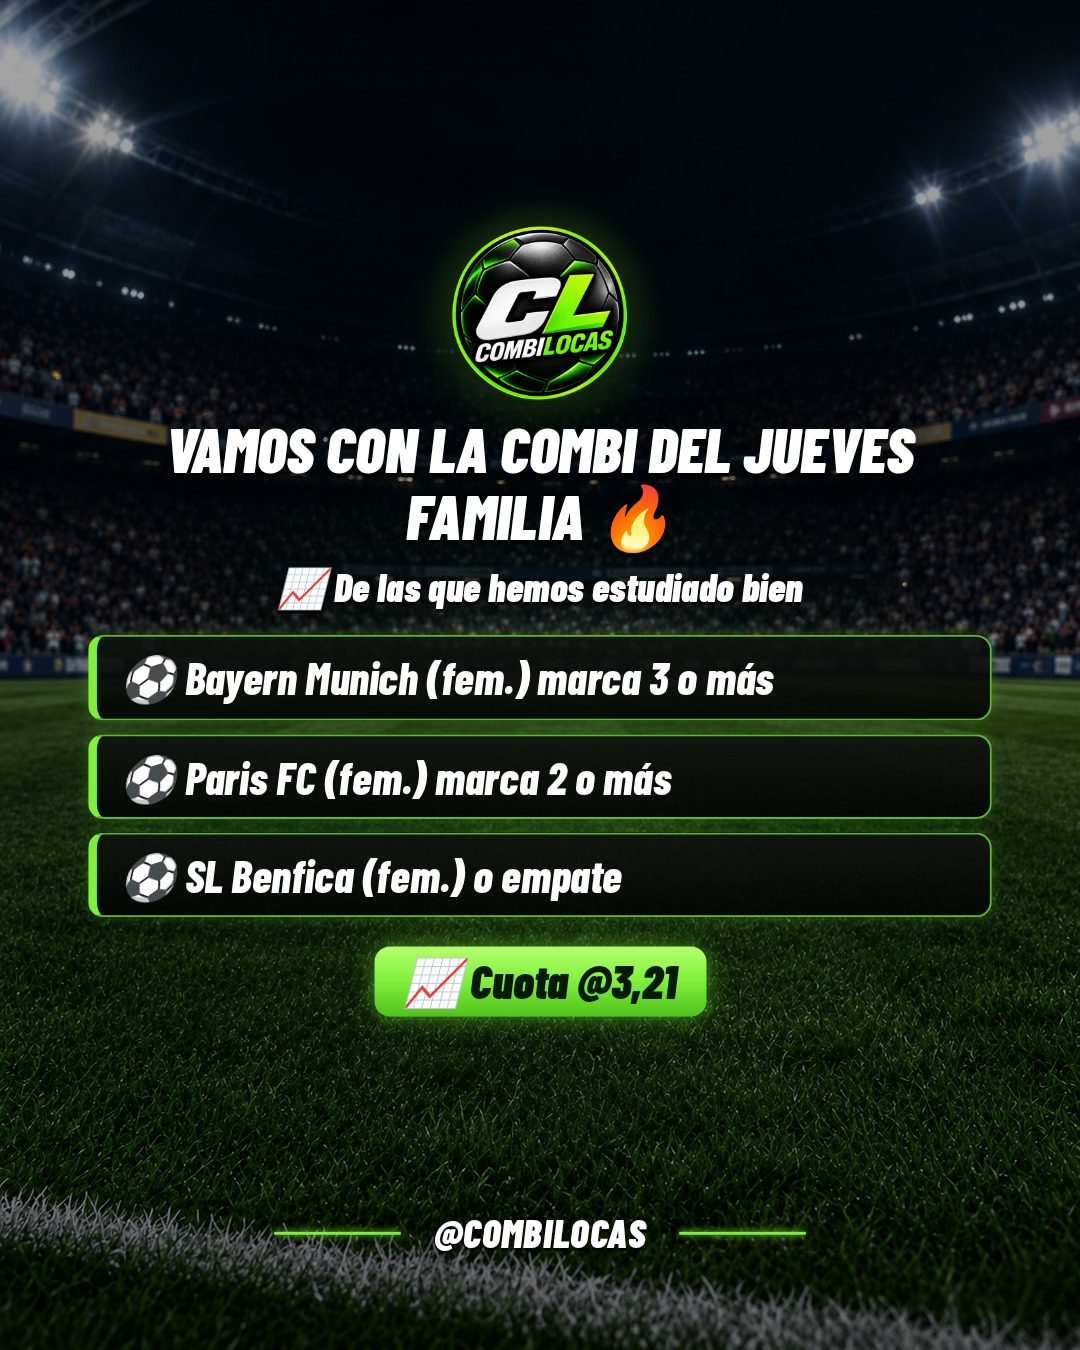 CL
COMBILOCAS
VAMOS CON LA COMBI DEL JUEVES
FAMILIA 🔥
📈 De las que hemos estudiado bien
⚽ Bayern Munich (fem.) marca 3 o más
⚽ Paris FC (fem.) marca 2 o más
⚽ SL Benfica (fem.) o empate
📈 Cuota @3,21
@COMBILOCAS